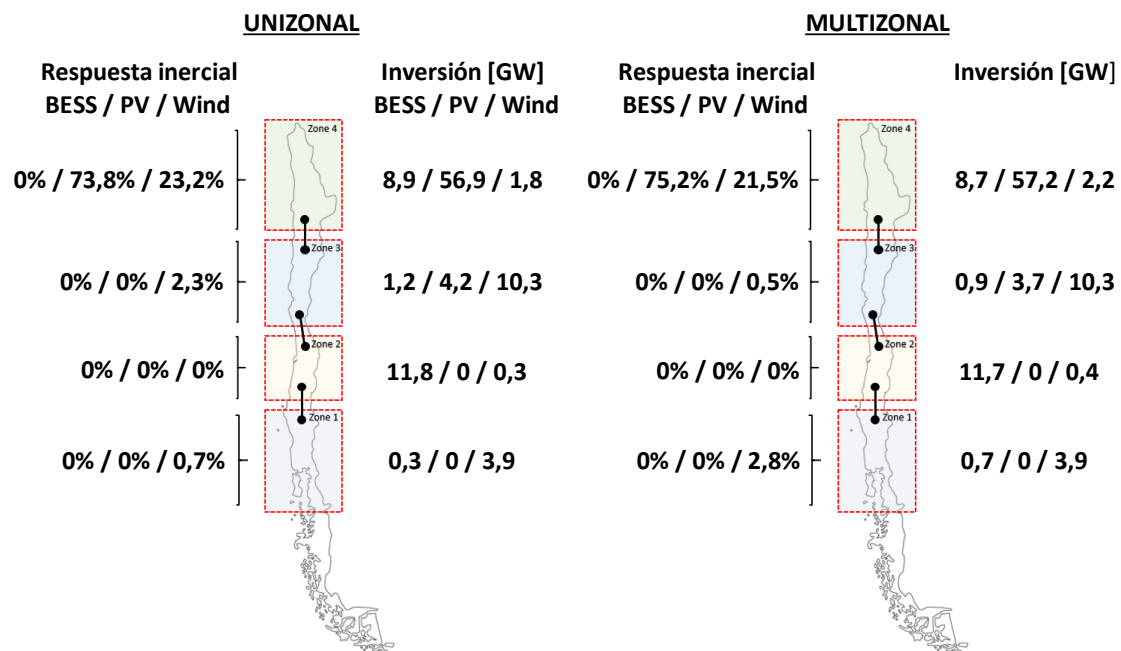 UNIZONAL
Respuesta inercial
BESS / PV / Wind
Inversión [GW]
BESS / PV / Wind
Zone 4
0% / 73,8% / 23,2%
8,9 / 56,9 / 1,8
Zone 3
0% / 0% / 2,3%
1,2 / 4,2 / 10,3
Zone 2
0% / 0% / 0%
11,8 / 0 / 0,3
Zone 1
0% / 0% / 0,7%
0,3 / 0 / 3,9
MULTIZONAL
Respuesta inercial
BESS / PV / Wind
Inversión [GW]
Zone 4
0% / 75,2% / 21,5%
8,7 / 57,2 / 2,2
Zone 3
0% / 0% / 0,5%
0,9 / 3,7 / 10,3
Zone 2
0% / 0% / 0%
11,7 / 0 / 0,4
Zone 1
0% / 0% / 2,8%
0,7 / 0 / 3,9